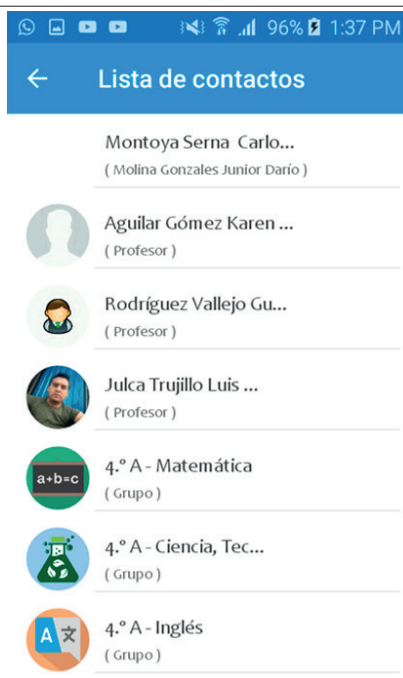 96% 1:37 PM
Lista de contactos
Montoya Serna Carlo...
( Molina Gonzales Junior Darío )
Aguilar Gómez Karen ...
( Profesor )
Rodríguez Vallejo Gu...
( Profesor )
Julca Trujillo Luis ...
( Profesor )
a+b=c
4.° A - Matemática
( Grupo )
4.° A - Ciencia, Tec...
( Grupo )
A 文
4.° A - Inglés
( Grupo )